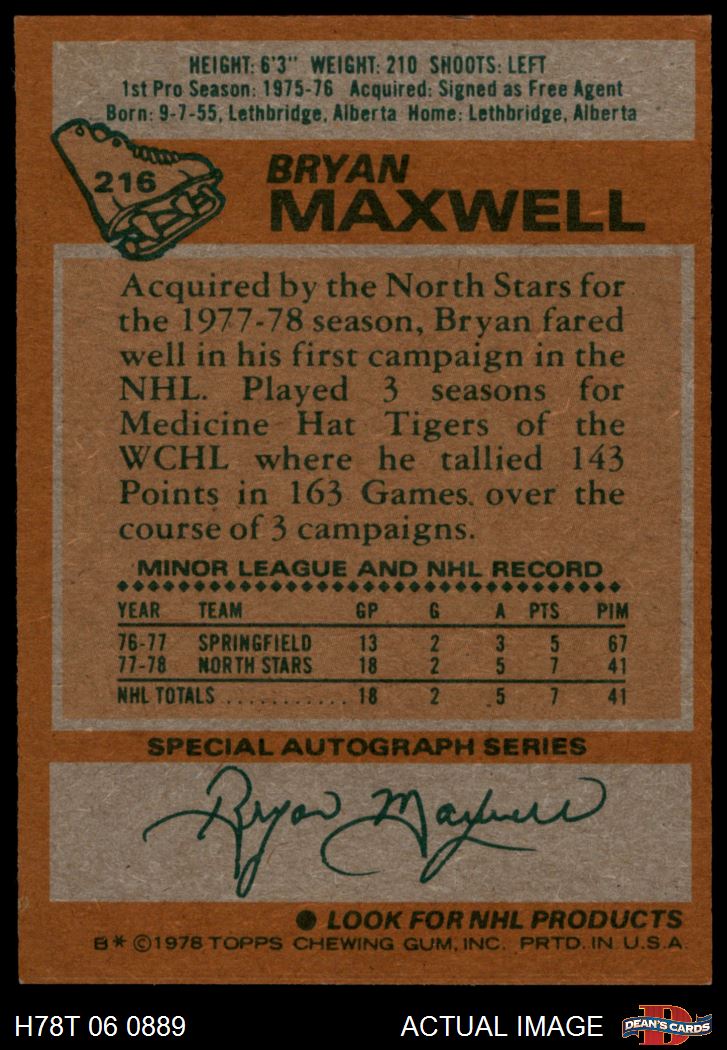 HEIGHT: 6'3" WEIGHT: 210 SHOOTS: LEFT
1st Pro Season: 1975-76 Acquired: Signed as Free Agent
Born: 9-7-55, Lethbridge, Alberta Home: Lethbridge, Alberta
216
BRYAN
MAXWELL
Acquired by the North Stars for
the 1977-78 season, Bryan fared
well in his first campaign in the
NHL. Played 3 seasons for
Medicine Hat Tigers of the
WCHL where he tallied 143
Points in 163 Games. over the
course of 3 campaigns.
MINOR LEAGUE AND NHL RECORD
YEAR TEAM GP G A PTS PIM
76-77 SPRINGFIELD 13 2 3 5 67
77-78 NORTH STARS 18 2 5 7 41
NHL TOTALS ............ 18 2 5 7 41
SPECIAL AUTOGRAPH SERIES
Bryan Maxwell
● LOOK FOR NHL PRODUCTS
B* ©1978 TOPPS CHEWING GUM, INC. PRTD. IN U.S.A.
H78T 06 0889 ACTUAL IMAGE
D
DEAN'S CARDS